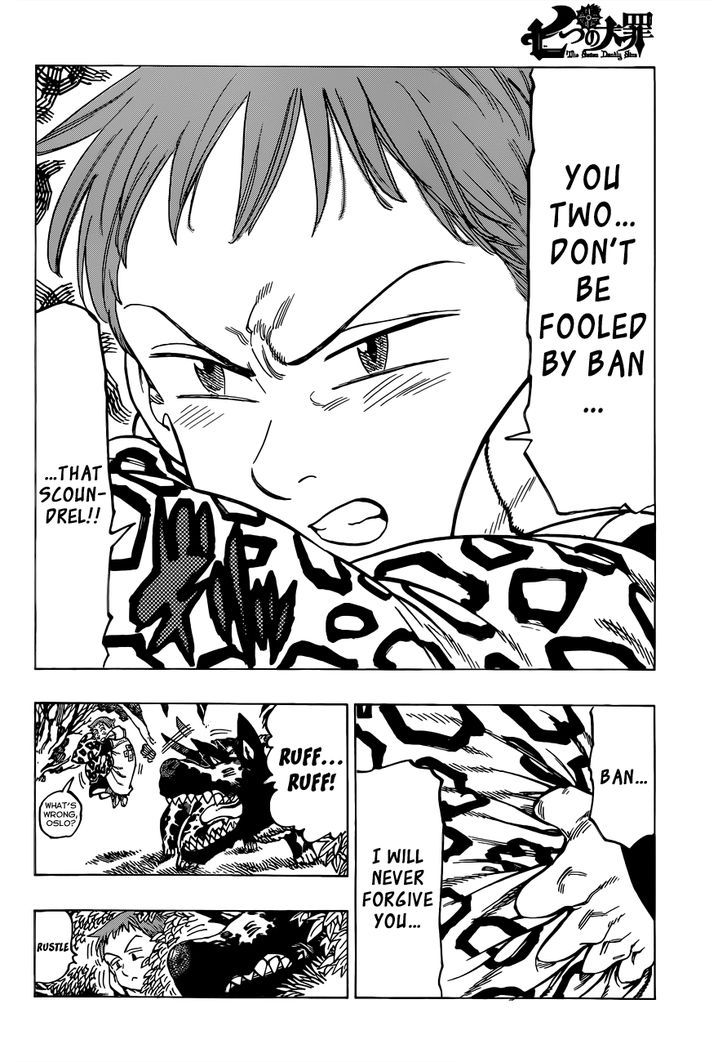 七つの大罪
The Seven Deadly Sins
YOU
TWO...
DON'T
BE
FOOLED
BY BAN
...
...THAT
SCOUN-
DREL!!
BAN...
I WILL
NEVER
FORGIVE
YOU...
RUFF...
RUFF!
WHAT'S
WRONG,
OSLO?
RUSTLE